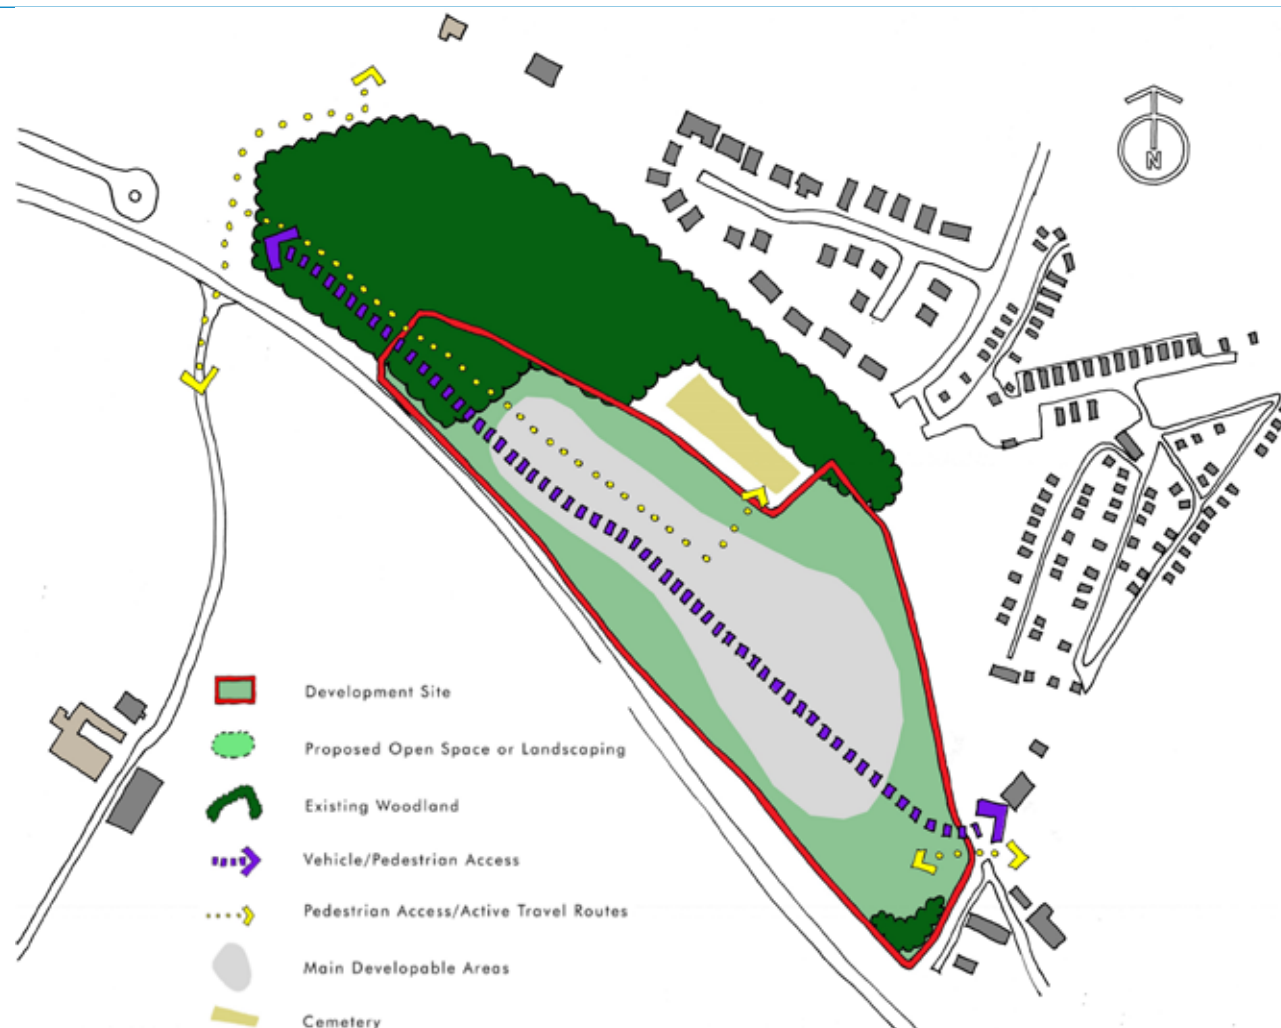 N
Development Site
Proposed Open Space or Landscaping
Existing Woodland
Vehicle/Pedestrian Access
Pedestrian Access/Active Travel Routes
Main Developable Areas
Cemetery